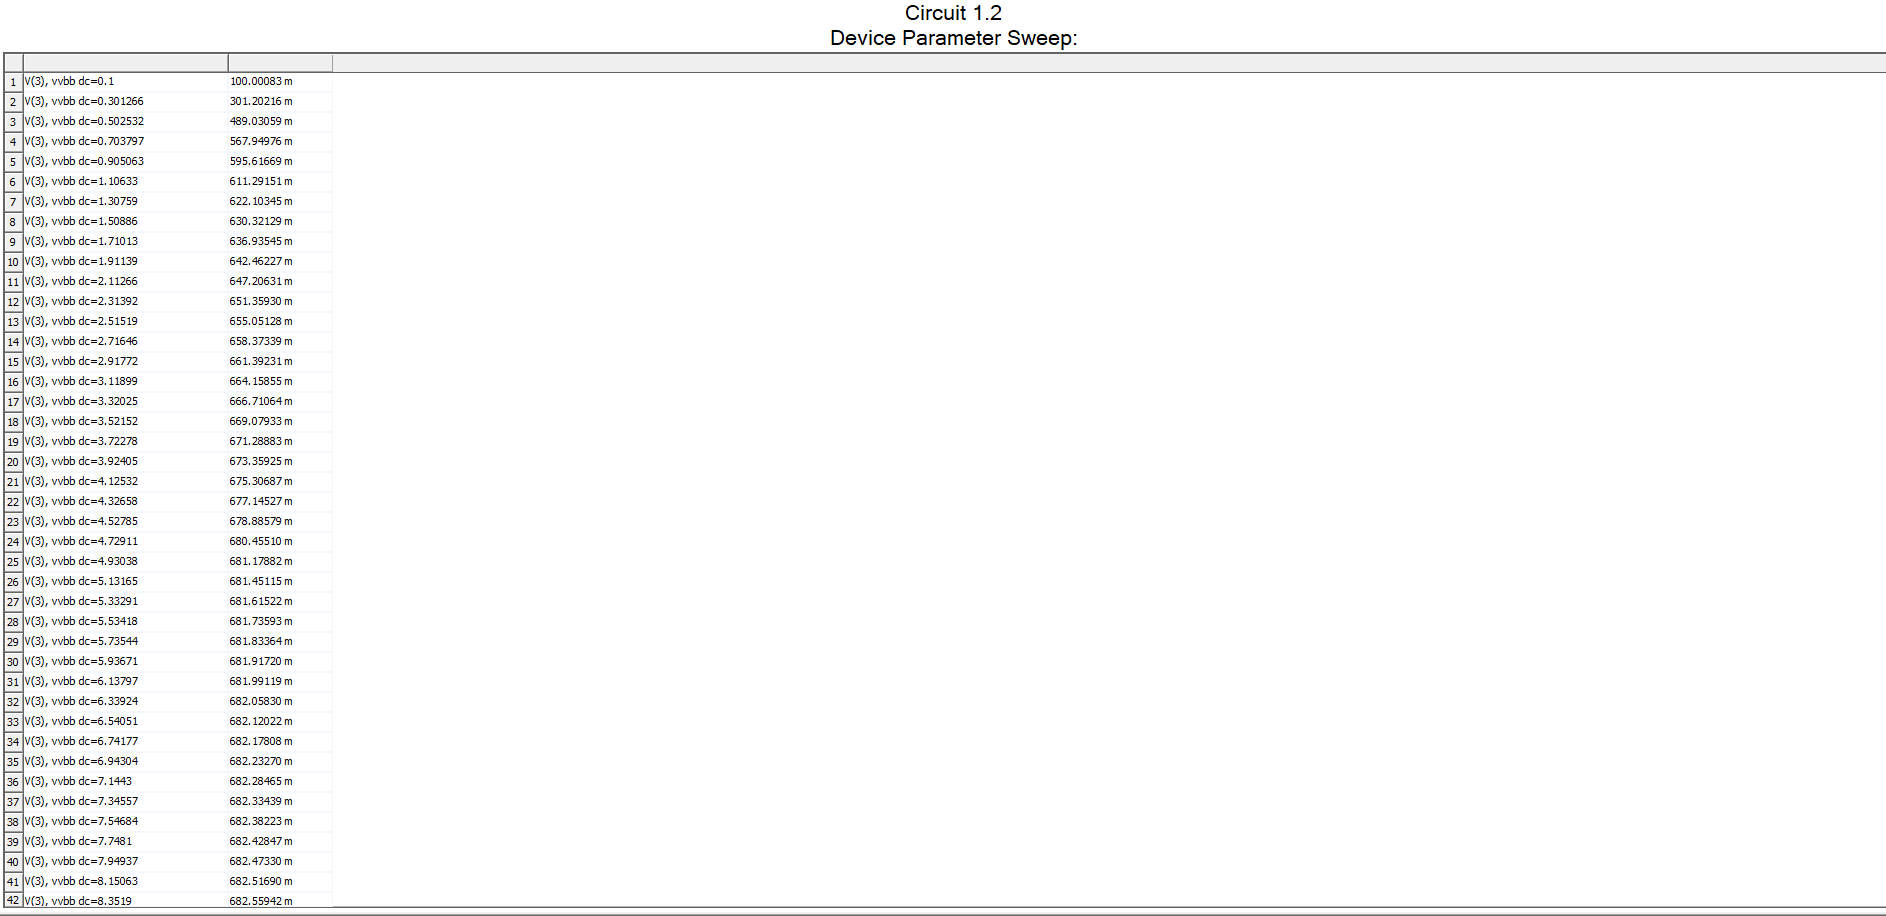 Circuit 1.2
Device Parameter Sweep:
1 V(3), vvbb dc=0.1 100.00083 m
2 V(3), vvbb dc=0.301266 301.20216 m
3 V(3), vvbb dc=0.502532 489.03059 m
4 V(3), vvbb dc=0.703797 567.94976 m
5 V(3), vvbb dc=0.905063 595.61669 m
6 V(3), vvbb dc=1.10633 611.29151 m
7 V(3), vvbb dc=1.30759 622.10345 m
8 V(3), vvbb dc=1.50886 630.32129 m
9 V(3), vvbb dc=1.71013 636.93545 m
10 V(3), vvbb dc=1.91139 642.46227 m
11 V(3), vvbb dc=2.11266 647.20631 m
12 V(3), vvbb dc=2.31392 651.35930 m
13 V(3), vvbb dc=2.51519 655.05128 m
14 V(3), vvbb dc=2.71646 658.37339 m
15 V(3), vvbb dc=2.91772 661.39231 m
16 V(3), vvbb dc=3.11899 664.15855 m
17 V(3), vvbb dc=3.32025 666.71064 m
18 V(3), vvbb dc=3.52152 669.07933 m
19 V(3), vvbb dc=3.72278 671.28883 m
20 V(3), vvbb dc=3.92405 673.35925 m
21 V(3), vvbb dc=4.12532 675.30687 m
22 V(3), vvbb dc=4.32658 677.14527 m
23 V(3), vvbb dc=4.52785 678.88579 m
24 V(3), vvbb dc=4.72911 680.45510 m
25 V(3), vvbb dc=4.93038 681.17882 m
26 V(3), vvbb dc=5.13165 681.45115 m
27 V(3), vvbb dc=5.33291 681.61522 m
28 V(3), vvbb dc=5.53418 681.73593 m
29 V(3), vvbb dc=5.73544 681.83364 m
30 V(3), vvbb dc=5.93671 681.91720 m
31 V(3), vvbb dc=6.13797 681.99119 m
32 V(3), vvbb dc=6.33924 682.05830 m
33 V(3), vvbb dc=6.54051 682.12022 m
34 V(3), vvbb dc=6.74177 682.17808 m
35 V(3), vvbb dc=6.94304 682.23270 m
36 V(3), vvbb dc=7.1443 682.28465 m
37 V(3), vvbb dc=7.34557 682.33439 m
38 V(3), vvbb dc=7.54684 682.38223 m
39 V(3), vvbb dc=7.7481 682.42847 m
40 V(3), vvbb dc=7.94937 682.47330 m
41 V(3), vvbb dc=8.15063 682.51690 m
42 V(3), vvbb dc=8.3519 682.55942 m